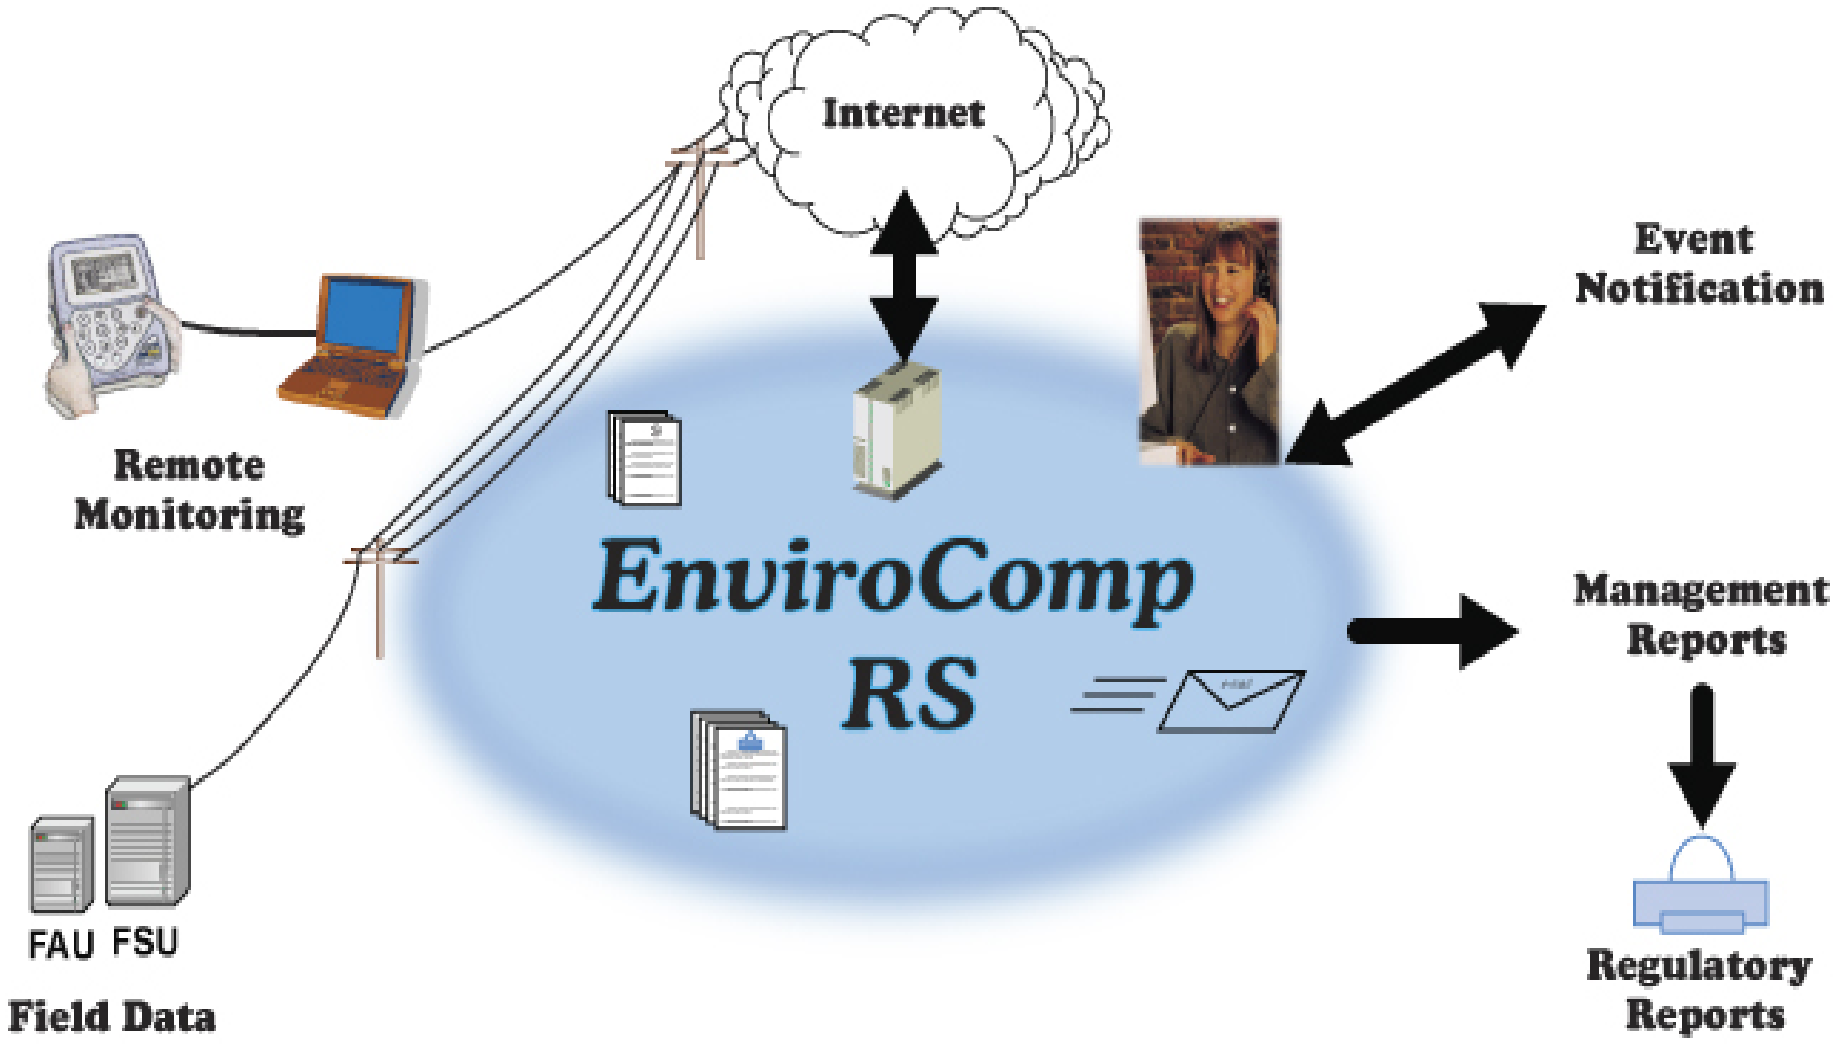 Internet
Event
Notification
Remote
Monitoring
EnviroComp
RS
Management
Reports
FAU FSU
Field Data
Regulatory
Reports